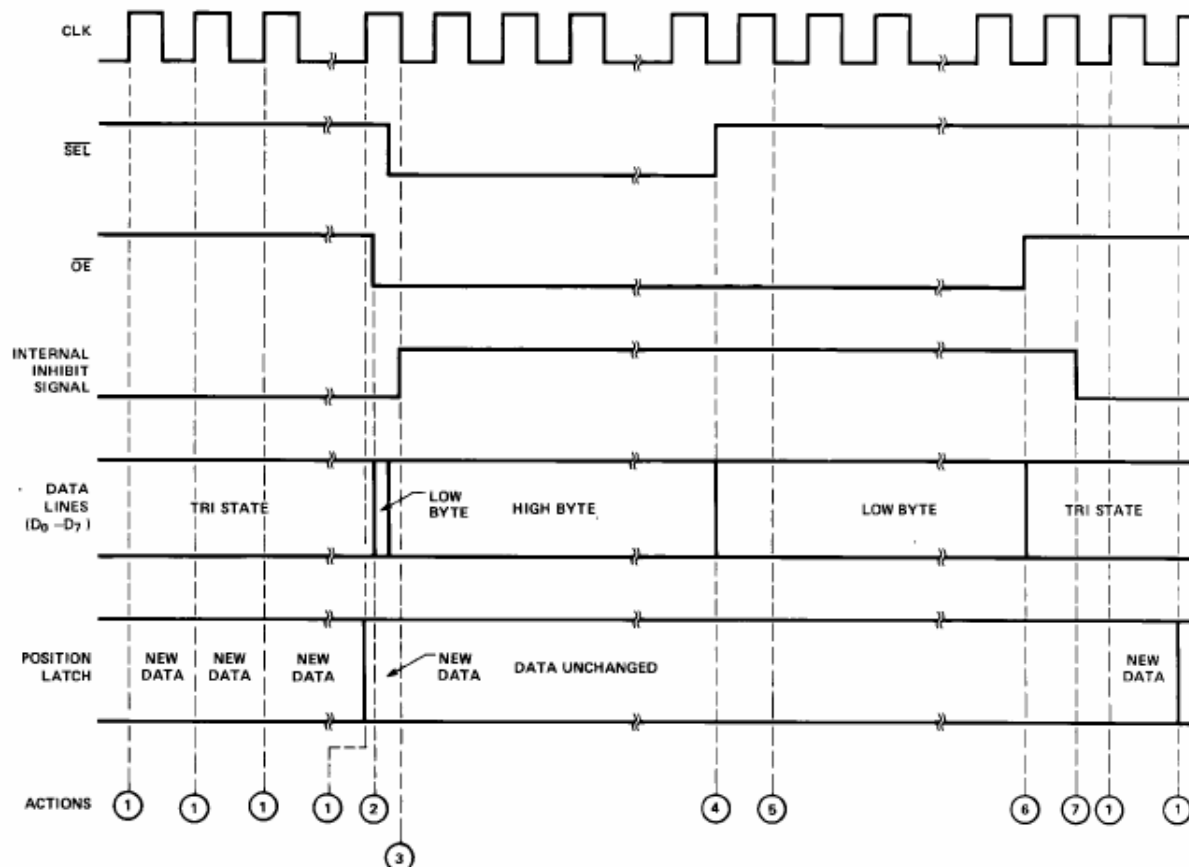 CLK
SEL
OE
INTERNAL
INHIBIT
SIGNAL
DATA
LINES
(D0 –D7 )
TRI STATE
LOW
BYTE
HIGH BYTE
LOW BYTE
TRI STATE
POSITION
LATCH
NEW
DATA
NEW
DATA
NEW
DATA
NEW
DATA
DATA UNCHANGED
NEW
DATA
ACTIONS
1 1 1 1 2 4 5 6 7 1 1
3